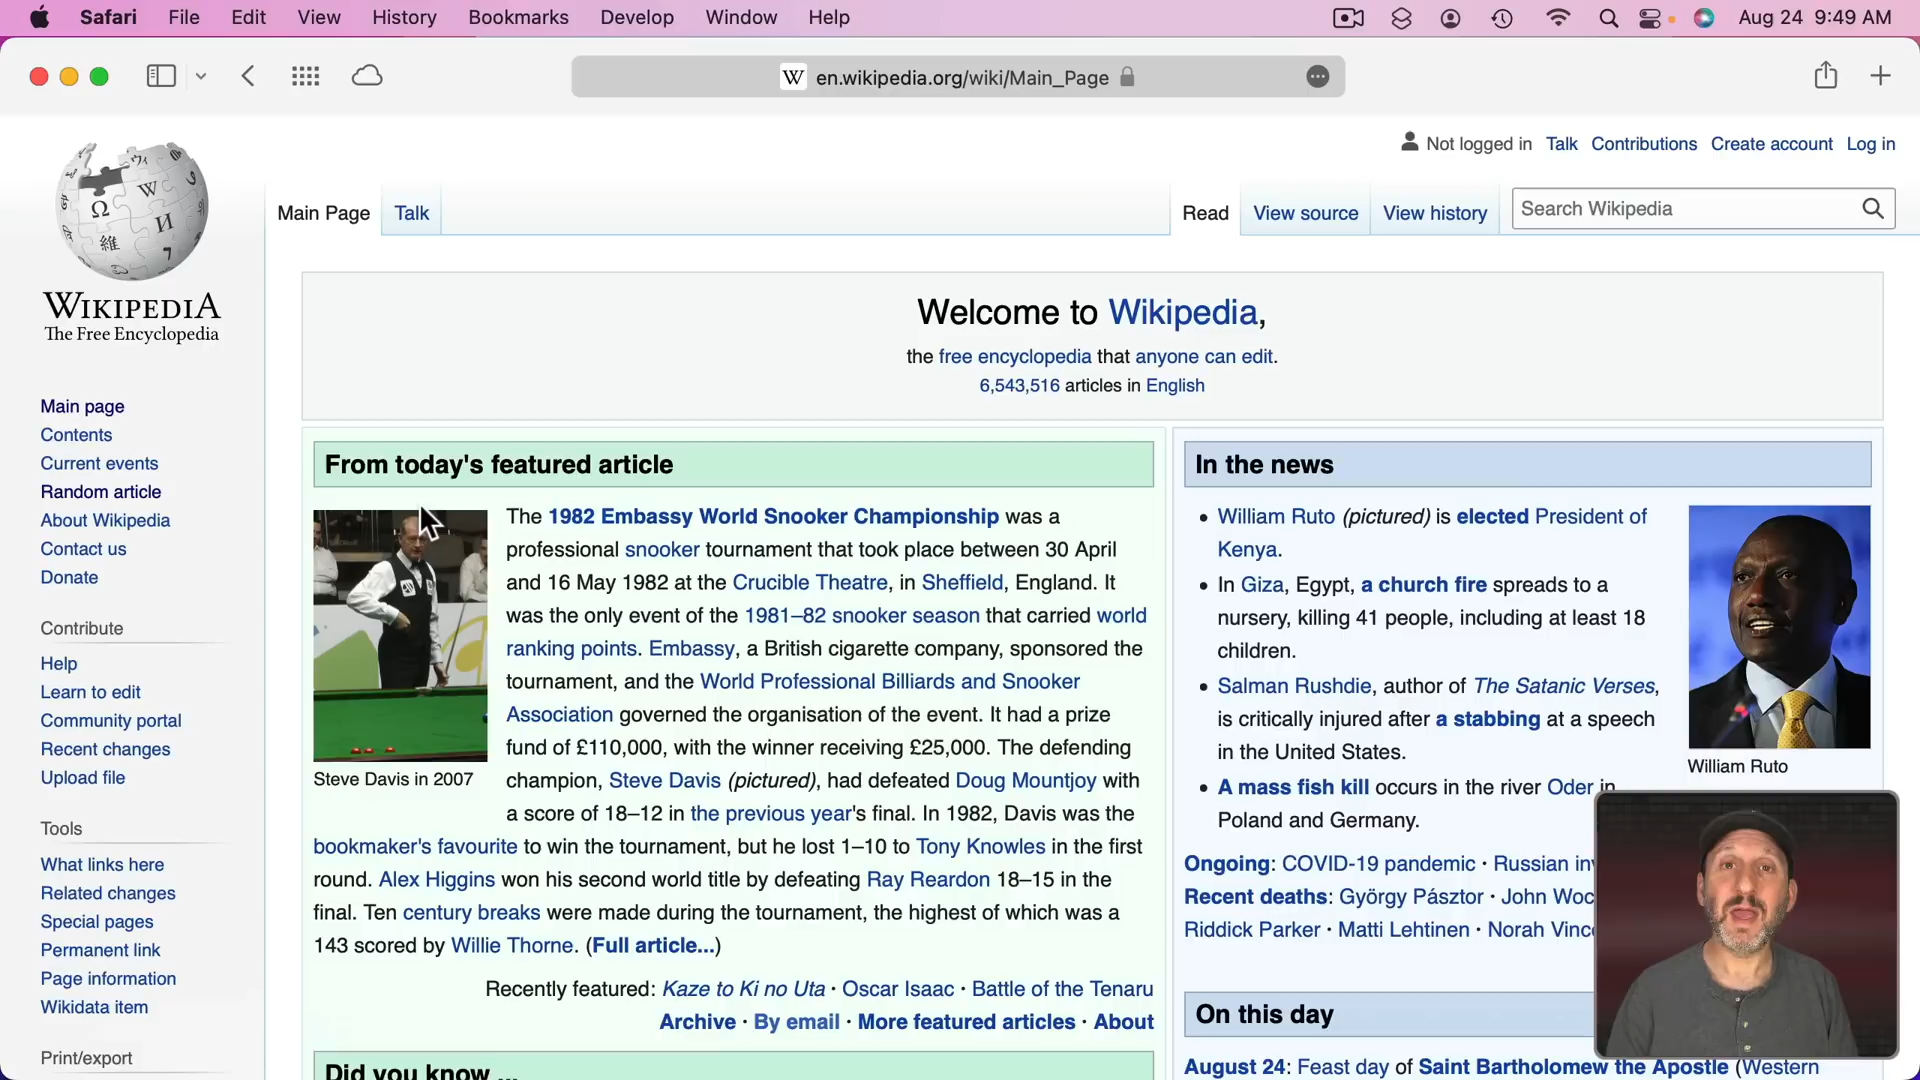 Safari File Edit View History Bookmarks Develop Window Help Aug 24 9:49 AM
W en.wikipedia.org/wiki/Main_Page
Not logged in Talk Contributions Create account Log in
Main Page Talk Read View source View history Search Wikipedia
WIKIPEDIA
The Free Encyclopedia
Main page
Contents
Current events
Random article
About Wikipedia
Contact us
Donate
Contribute
Help
Learn to edit
Community portal
Recent changes
Upload file
Tools
What links here
Related changes
Special pages
Permanent link
Page information
Wikidata item
Print/export
Welcome to Wikipedia,
the free encyclopedia that anyone can edit.
6,543,516 articles in English
From today's featured article
The 1982 Embassy World Snooker Championship was a
professional snooker tournament that took place between 30 April
and 16 May 1982 at the Crucible Theatre, in Sheffield, England. It
was the only event of the 1981–82 snooker season that carried world
ranking points. Embassy, a British cigarette company, sponsored the
tournament, and the World Professional Billiards and Snooker
Association governed the organisation of the event. It had a prize
fund of £110,000, with the winner receiving £25,000. The defending
champion, Steve Davis (pictured), had defeated Doug Mountjoy with
a score of 18–12 in the previous year's final. In 1982, Davis was the
bookmaker's favourite to win the tournament, but he lost 1–10 to Tony Knowles in the first
round. Alex Higgins won his second world title by defeating Ray Reardon 18–15 in the
final. Ten century breaks were made during the tournament, the highest of which was a
143 scored by Willie Thorne. (Full article...)
Steve Davis in 2007
Recently featured: Kaze to Ki no Uta · Oscar Isaac · Battle of the Tenaru
Archive · By email · More featured articles · About
Did you know ...
In the news
William Ruto (pictured) is elected President of
Kenya.
In Giza, Egypt, a church fire spreads to a
nursery, killing 41 people, including at least 18
children.
Salman Rushdie, author of The Satanic Verses,
is critically injured after a stabbing at a speech
in the United States.
A mass fish kill occurs in the river Oder in
Poland and Germany.
William Ruto
Ongoing: COVID-19 pandemic · Russian
Recent deaths: György Pásztor · John
Riddick Parker · Matti Lehtinen · Norah
On this day
August 24: Feast day of Saint Bartholomew the Apostle (Western